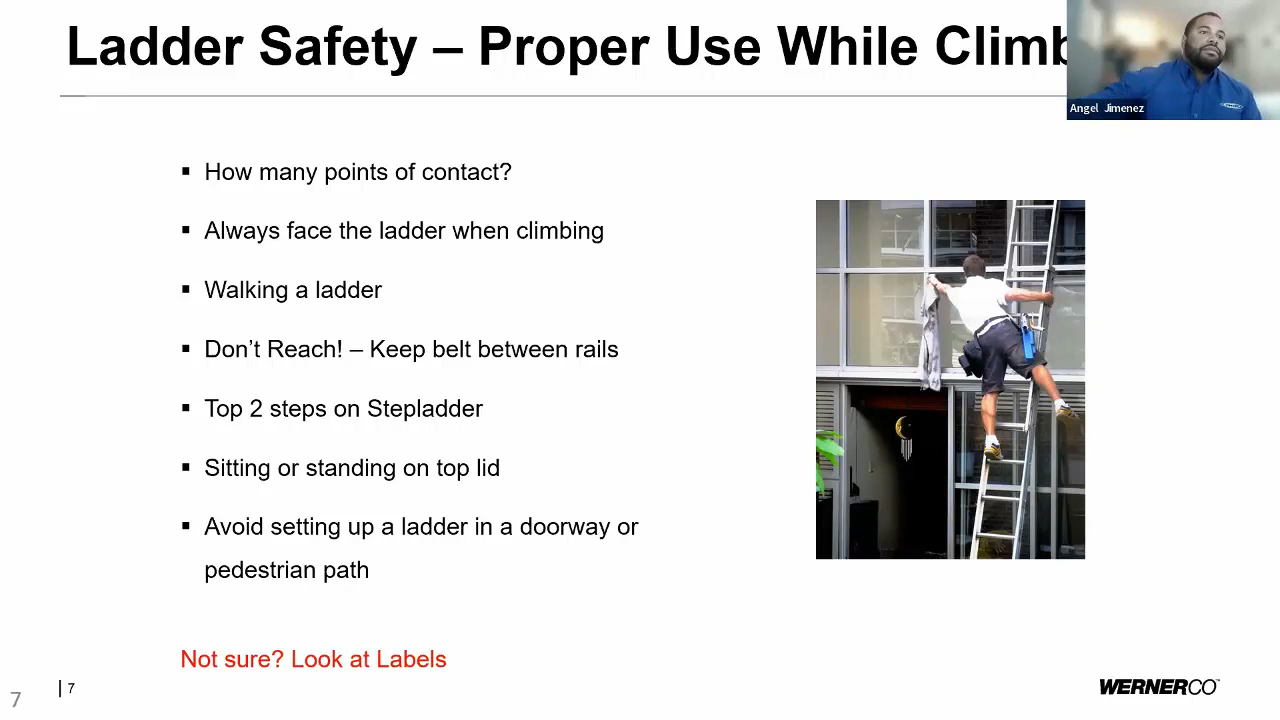 Ladder Safety – Proper Use While Climb
Angel Jimenez
▪ How many points of contact?
▪ Always face the ladder when climbing
▪ Walking a ladder
▪ Don’t Reach! – Keep belt between rails
▪ Top 2 steps on Stepladder
▪ Sitting or standing on top lid
▪ Avoid setting up a ladder in a doorway or
pedestrian path
Not sure? Look at Labels
7
| 7
WERNERCO™